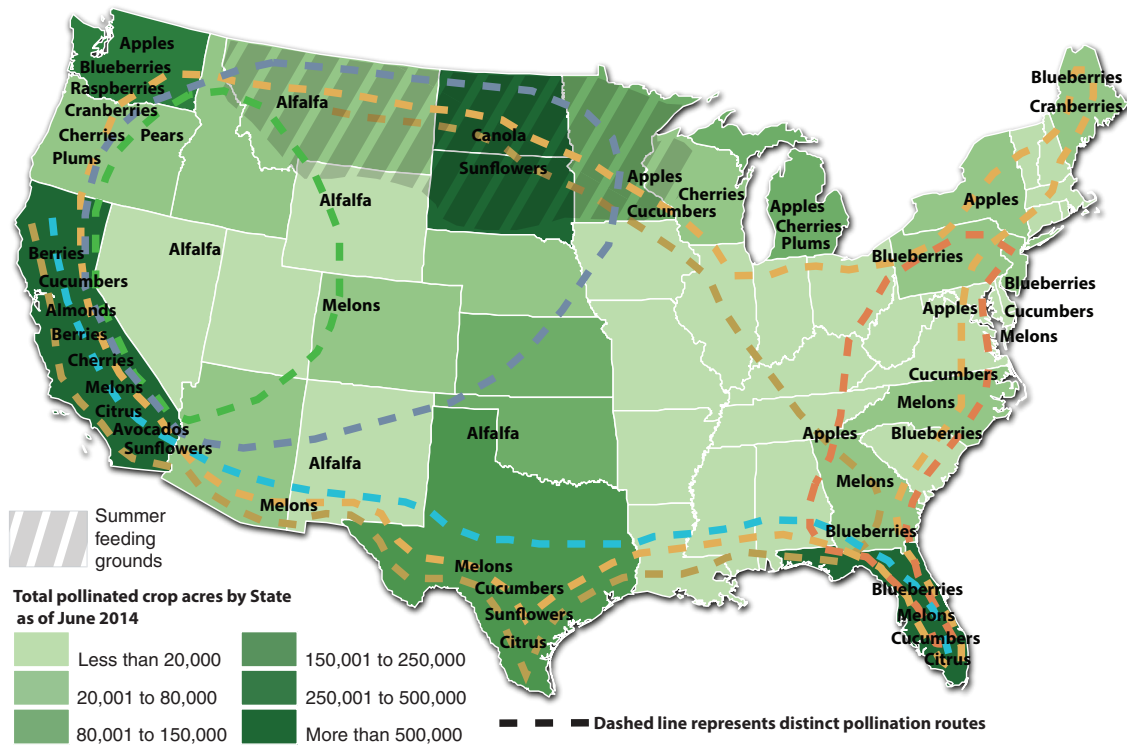 Apples
Blueberries
Raspberries
Cranberries
Cherries
Pears
Plums
Alfalfa
Canola
Sunflowers
Alfalfa
Alfalfa
Apples
Cucumbers
Cherries
Apples
Cherries
Plums
Blueberries
Cranberries
Apples
Blueberries
Blueberries
Apples
Cucumbers
Melons
Berries
Cucumbers
Almonds
Berries
Cherries
Melons
Citrus
Avocados
Sunflowers
Melons
Alfalfa
Alfalfa
Melons
Cucumbers
Melons
Apples
Blueberries
Melons
Blueberries
Melons
Cucumbers
Sunflowers
Citrus
Blueberries
Melons
Cucumbers
Citrus
Summer
feeding
grounds
Total pollinated crop acres by State
as of June 2014
Less than 20,000
20,001 to 80,000
80,001 to 150,000
150,001 to 250,000
250,001 to 500,000
More than 500,000
Dashed line represents distinct pollination routes